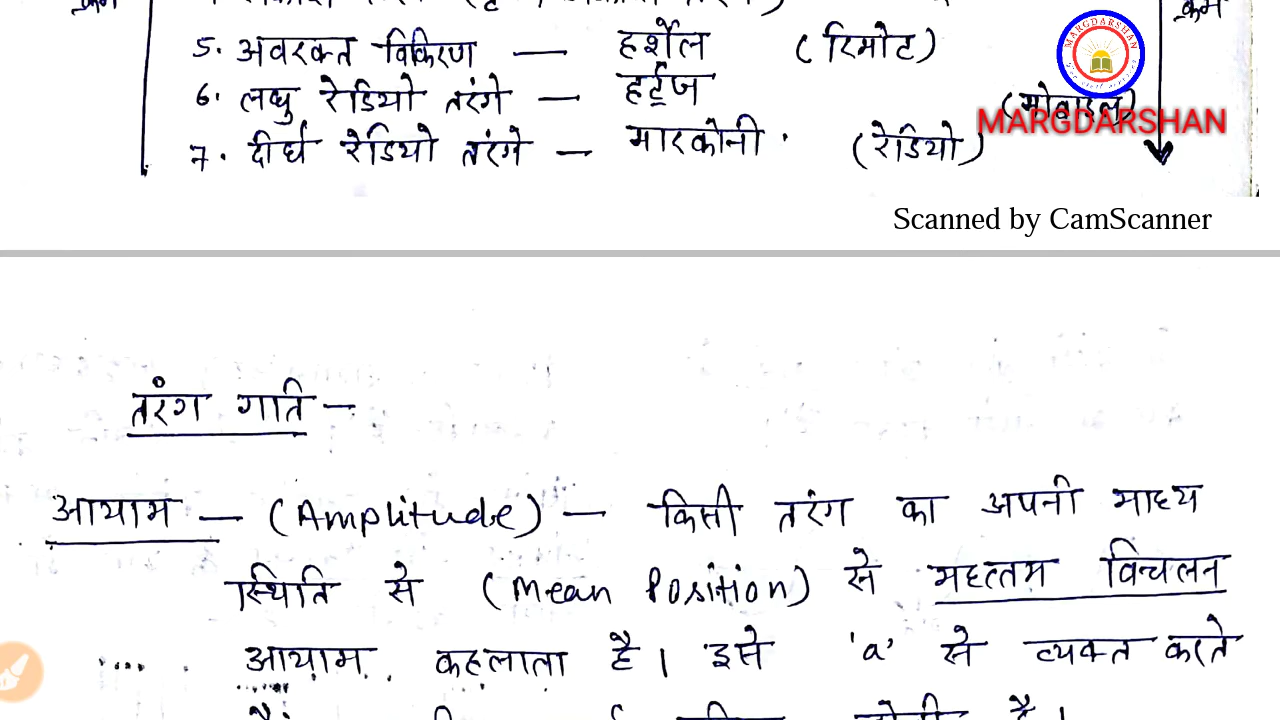 5. अवरक्त विकिरण — हर्शेल (रिमोट)
6. लघु रेडियो तरंगे — हर्ट्ज (मोबाइल)
MARGDARSHAN
7. दीर्घ रेडियो तरंगे — मारकोनी . (रेडियो)
Scanned by CamScanner
तरंग गति —
आयाम — (Amplitude) — किसी तरंग का अपनी माध्य
स्थिति से (Mean Position) से महत्तम विचलन
आयाम कहलाता है। इसे 'a' से व्यक्त करते